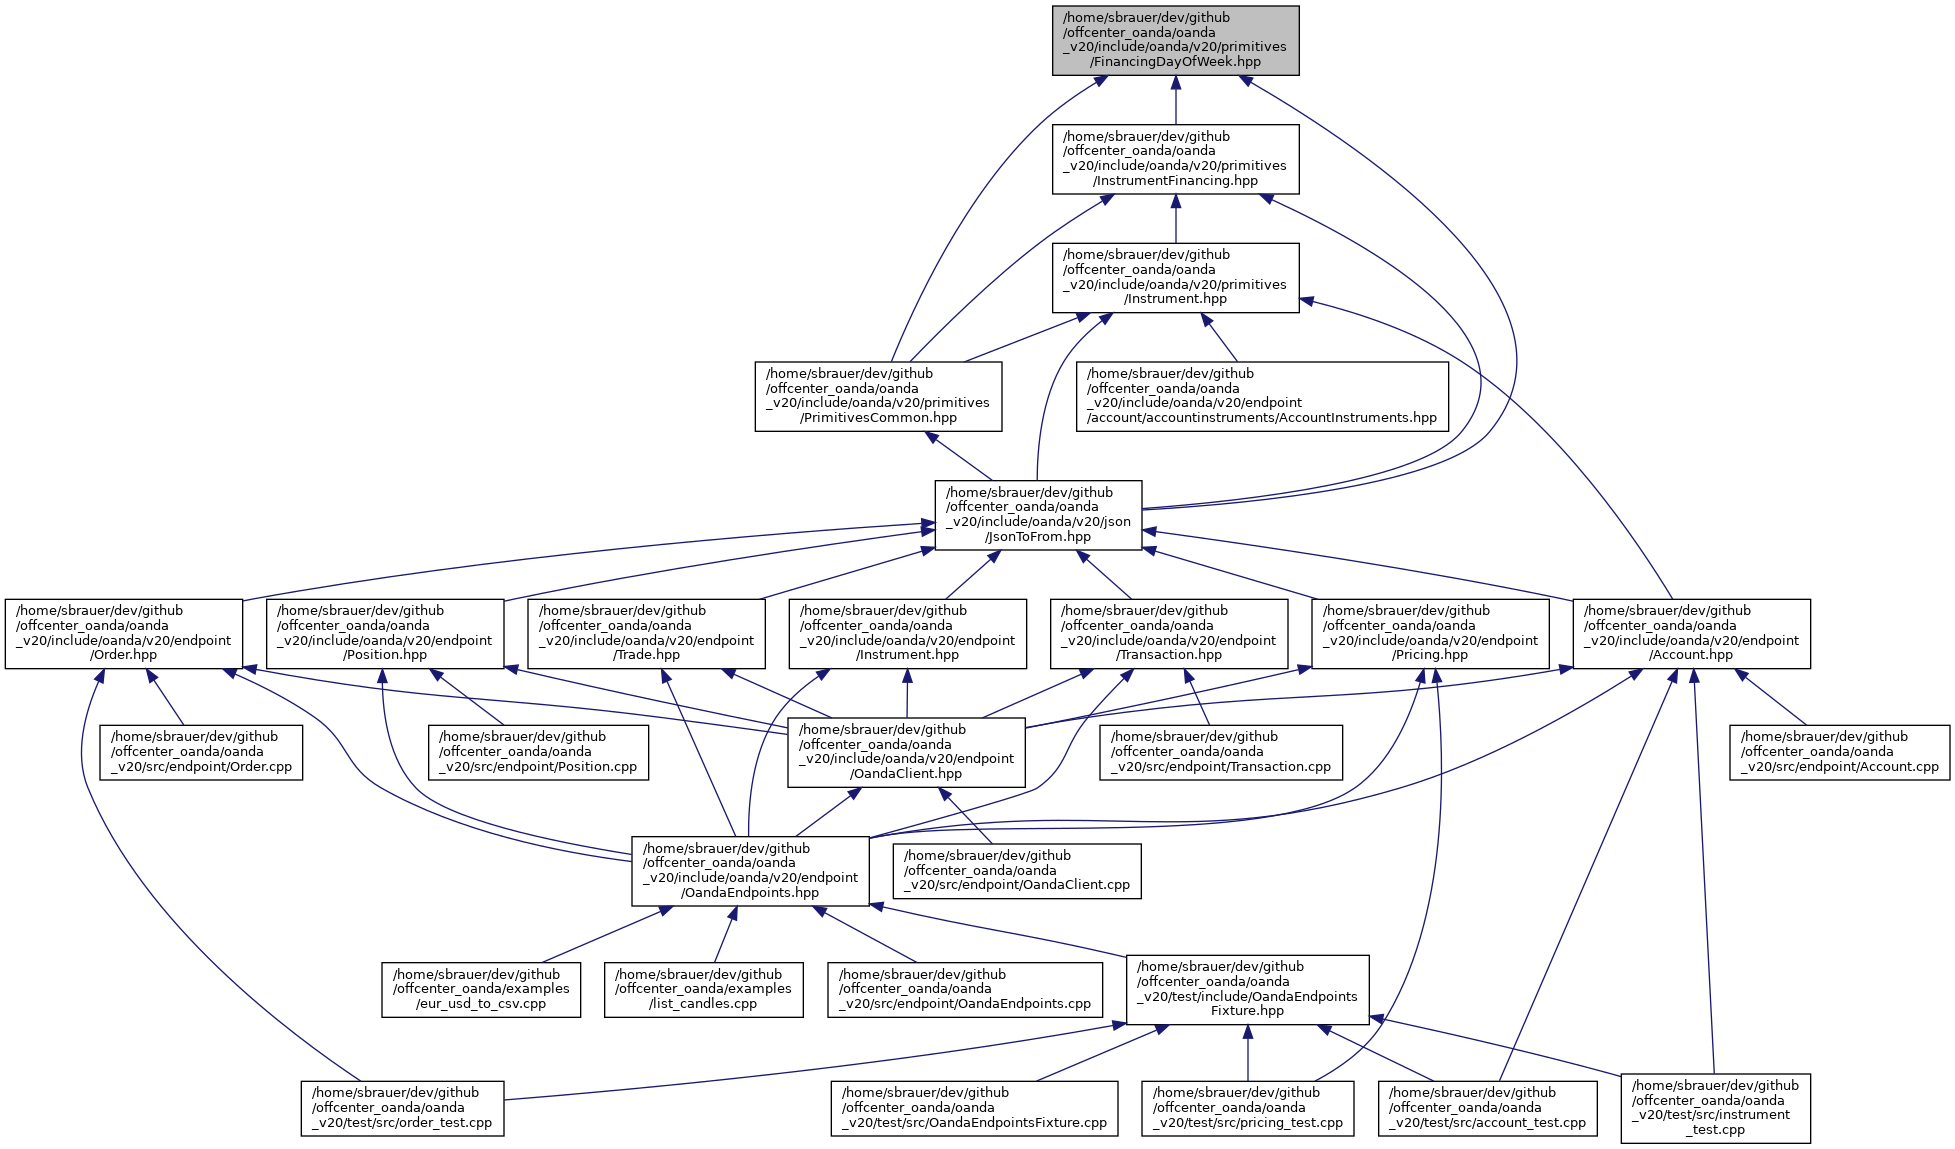 /home/sbrauer/dev/github
/offcenter_oanda/oanda
_v20/include/oanda/v20/primitives
/FinancingDayOfWeek.hpp
/home/sbrauer/dev/github
/offcenter_oanda/oanda
_v20/include/oanda/v20/primitives
/InstrumentFinancing.hpp
/home/sbrauer/dev/github
/offcenter_oanda/oanda
_v20/include/oanda/v20/primitives
/Instrument.hpp
/home/sbrauer/dev/github
/offcenter_oanda/oanda
_v20/include/oanda/v20/primitives
/PrimitivesCommon.hpp
/home/sbrauer/dev/github
/offcenter_oanda/oanda
_v20/include/oanda/v20/endpoint
/account/accountinstruments/AccountInstruments.hpp
/home/sbrauer/dev/github
/offcenter_oanda/oanda
_v20/include/oanda/v20/json
/JsonToFrom.hpp
/home/sbrauer/dev/github
/offcenter_oanda/oanda
_v20/include/oanda/v20/endpoint
/Order.hpp
/home/sbrauer/dev/github
/offcenter_oanda/oanda
_v20/include/oanda/v20/endpoint
/Position.hpp
/home/sbrauer/dev/github
/offcenter_oanda/oanda
_v20/include/oanda/v20/endpoint
/Trade.hpp
/home/sbrauer/dev/github
/offcenter_oanda/oanda
_v20/include/oanda/v20/endpoint
/Instrument.hpp
/home/sbrauer/dev/github
/offcenter_oanda/oanda
_v20/include/oanda/v20/endpoint
/Transaction.hpp
/home/sbrauer/dev/github
/offcenter_oanda/oanda
_v20/include/oanda/v20/endpoint
/Pricing.hpp
/home/sbrauer/dev/github
/offcenter_oanda/oanda
_v20/include/oanda/v20/endpoint
/Account.hpp
/home/sbrauer/dev/github
/offcenter_oanda/oanda
_v20/src/endpoint/Order.cpp
/home/sbrauer/dev/github
/offcenter_oanda/oanda
_v20/src/endpoint/Position.cpp
/home/sbrauer/dev/github
/offcenter_oanda/oanda
_v20/include/oanda/v20/endpoint
/OandaClient.hpp
/home/sbrauer/dev/github
/offcenter_oanda/oanda
_v20/src/endpoint/Transaction.cpp
/home/sbrauer/dev/github
/offcenter_oanda/oanda
_v20/src/endpoint/Account.cpp
/home/sbrauer/dev/github
/offcenter_oanda/oanda
_v20/include/oanda/v20/endpoint
/OandaEndpoints.hpp
/home/sbrauer/dev/github
/offcenter_oanda/oanda
_v20/src/endpoint/OandaClient.cpp
/home/sbrauer/dev/github
/offcenter_oanda/examples
/eur_usd_to_csv.cpp
/home/sbrauer/dev/github
/offcenter_oanda/examples
/list_candles.cpp
/home/sbrauer/dev/github
/offcenter_oanda/oanda
_v20/src/endpoint/OandaEndpoints.cpp
/home/sbrauer/dev/github
/offcenter_oanda/oanda
_v20/test/include/OandaEndpoints
Fixture.hpp
/home/sbrauer/dev/github
/offcenter_oanda/oanda
_v20/test/src/order_test.cpp
/home/sbrauer/dev/github
/offcenter_oanda/oanda
_v20/test/src/OandaEndpointsFixture.cpp
/home/sbrauer/dev/github
/offcenter_oanda/oanda
_v20/test/src/pricing_test.cpp
/home/sbrauer/dev/github
/offcenter_oanda/oanda
_v20/test/src/account_test.cpp
/home/sbrauer/dev/github
/offcenter_oanda/oanda
_v20/test/src/instrument
_test.cpp